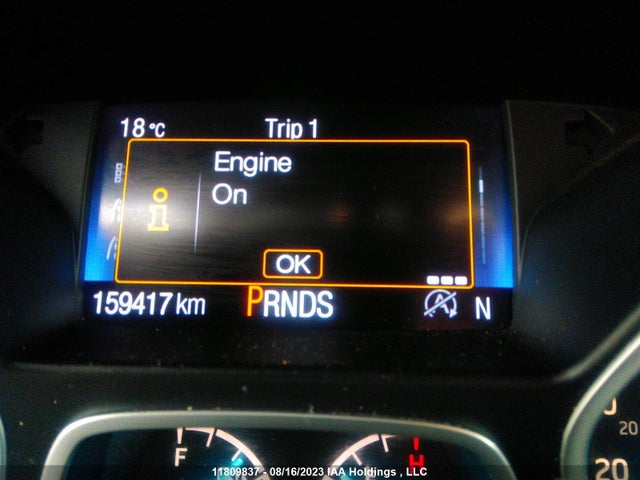 18°C Trip 1
Engine
On
OK
159417 km PRNDS N
F H
20
20
11809837 - 08/16/2023 IAA Holdings , LLC